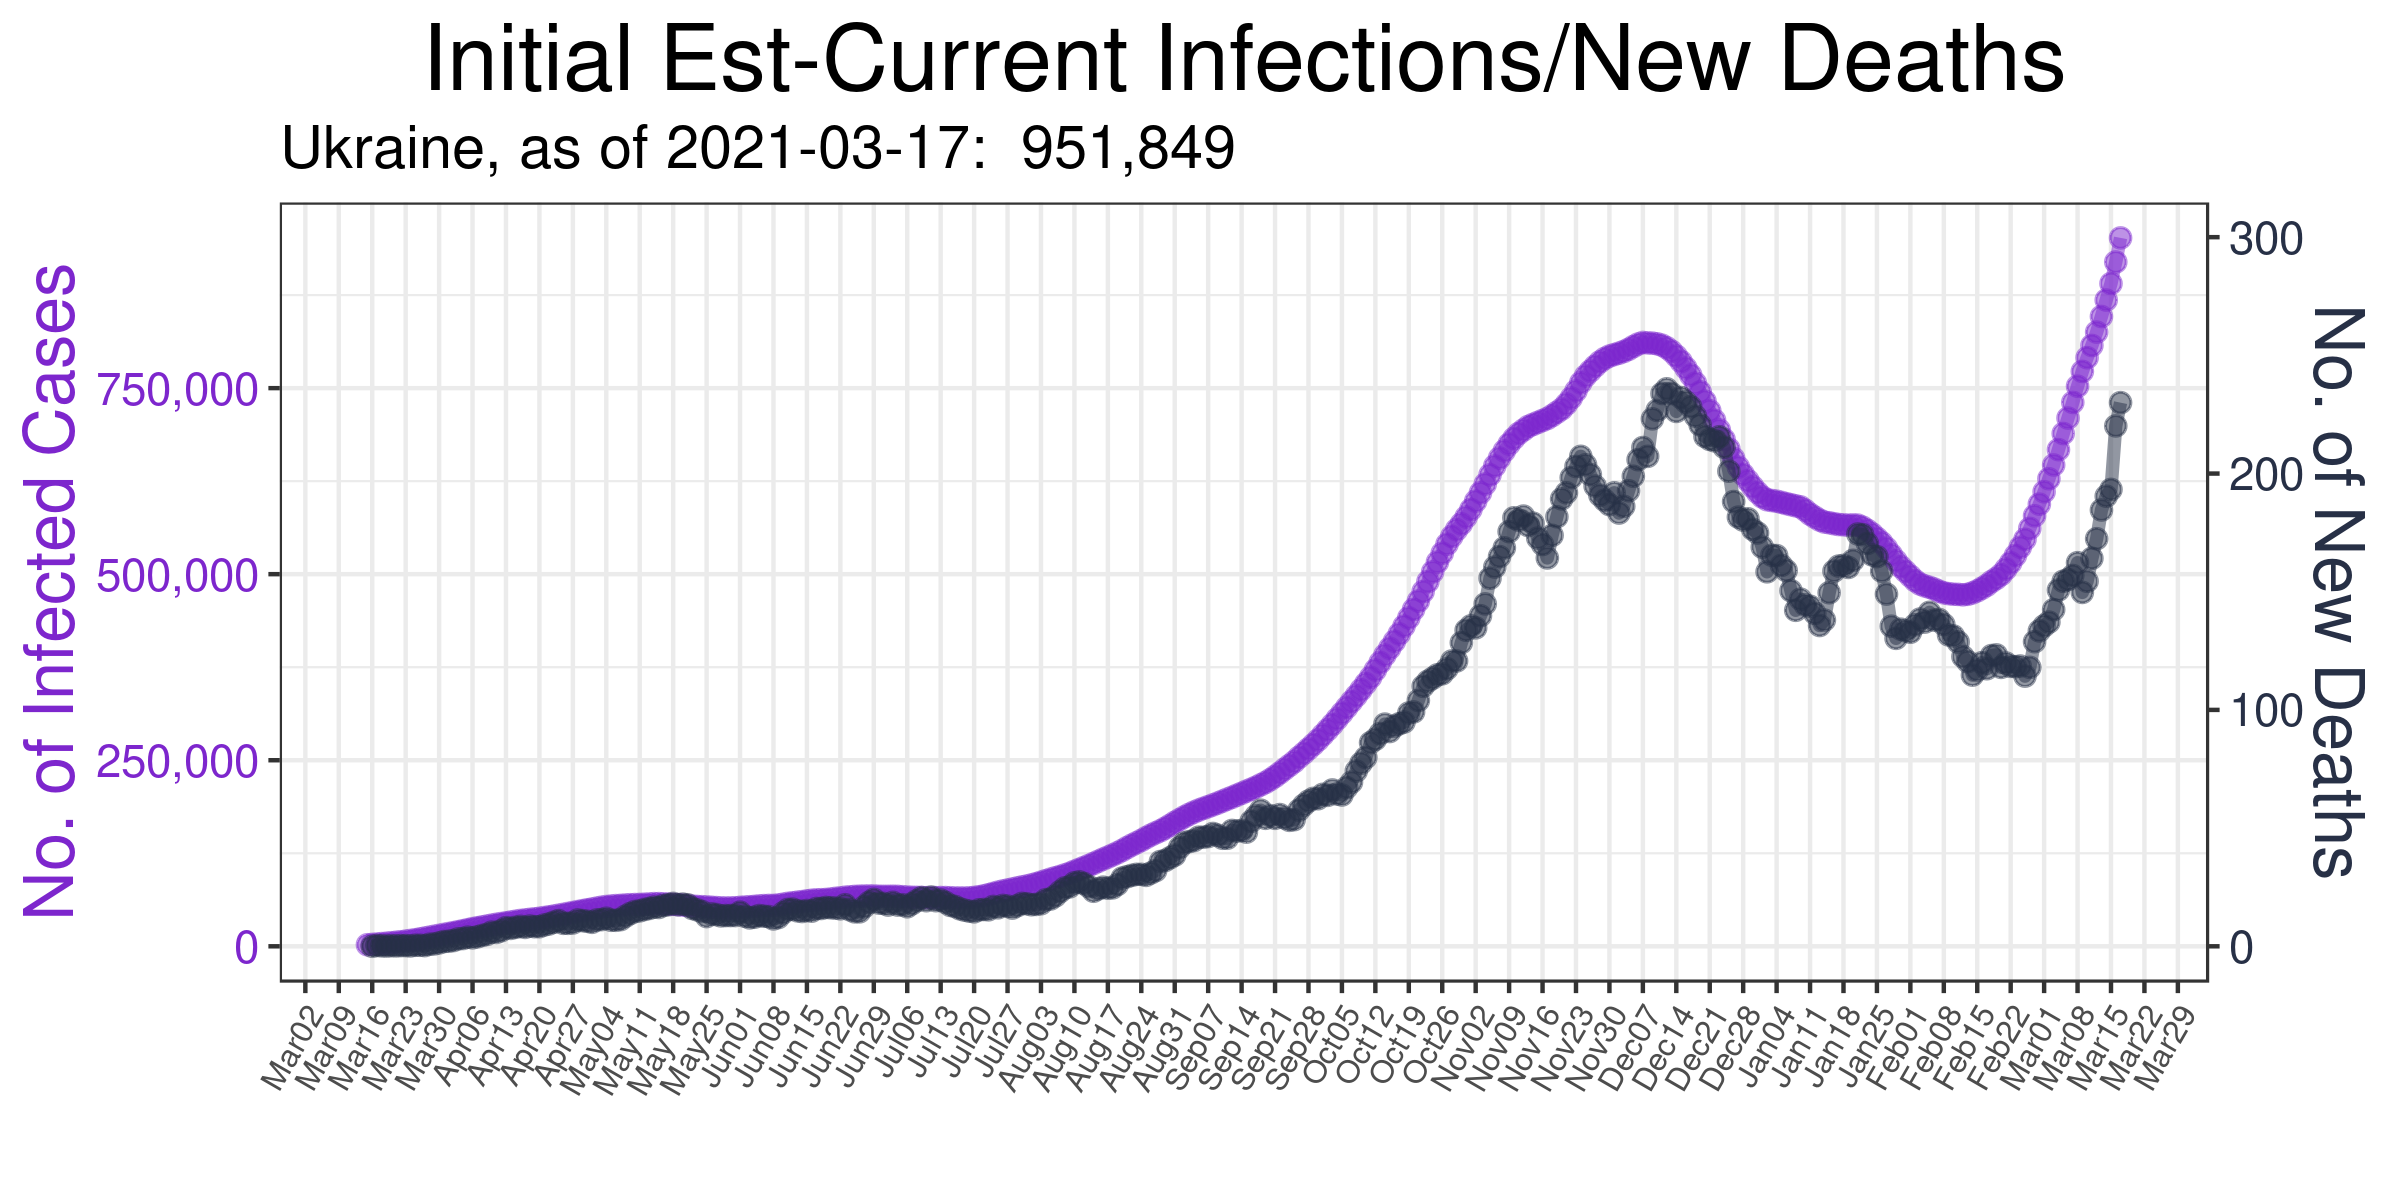 Initial Est-Current Infections/New Deaths
Ukraine, as of 2021-03-17:  951,849
No. of Infected Cases
750,000
500,000
250,000
0
300
200
100
0
No. of New Deaths
Mar02
Mar09
Mar16
Mar23
Mar30
Apr06
Apr13
Apr20
Apr27
May04
May11
May18
May25
Jun01
Jun08
Jun15
Jun22
Jun29
Jul06
Jul13
Jul20
Jul27
Aug03
Aug10
Aug17
Aug24
Aug31
Sep07
Sep14
Sep21
Sep28
Oct05
Oct12
Oct19
Oct26
Nov02
Nov09
Nov16
Nov23
Nov30
Dec07
Dec14
Dec21
Dec28
Jan04
Jan11
Jan18
Jan25
Feb01
Feb08
Feb15
Feb22
Mar01
Mar08
Mar15
Mar22
Mar29